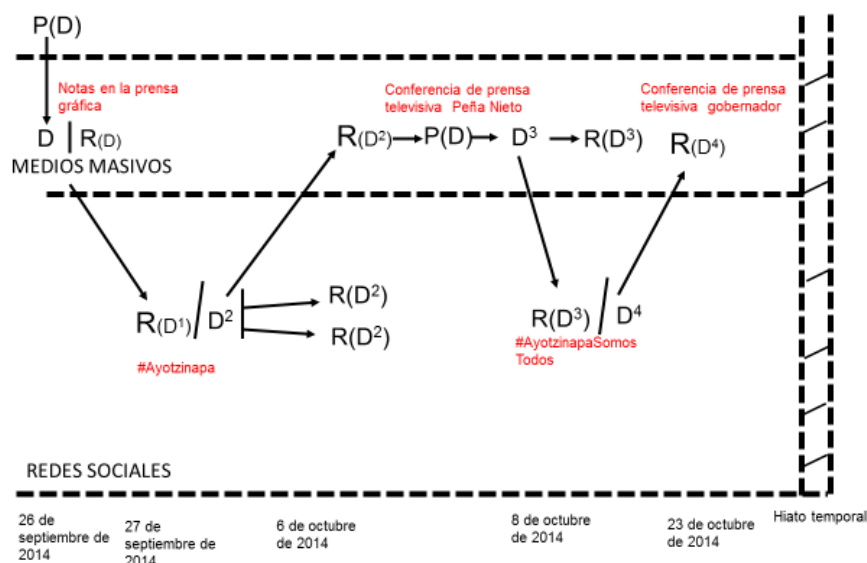 P(D)
Notas en la prensa
gráfica
Conferencia de prensa
televisiva Peña Nieto
Conferencia de prensa
televisiva gobernador
D | R(D)
MEDIOS MASIVOS
R(D²)
P(D)
D³
R(D³)
R(D⁴)
R(D¹) / D²
R(D²)
R(D²)
#Ayotzinapa
R(D³) / D⁴
#AyotzinapaSomos
Todos
REDES SOCIALES
26 de
septiembre de
2014
27 de
septiembre de
2014
6 de octubre
de 2014
8 de octubre
de 2014
23 de octubre
de 2014
Hiato temporal